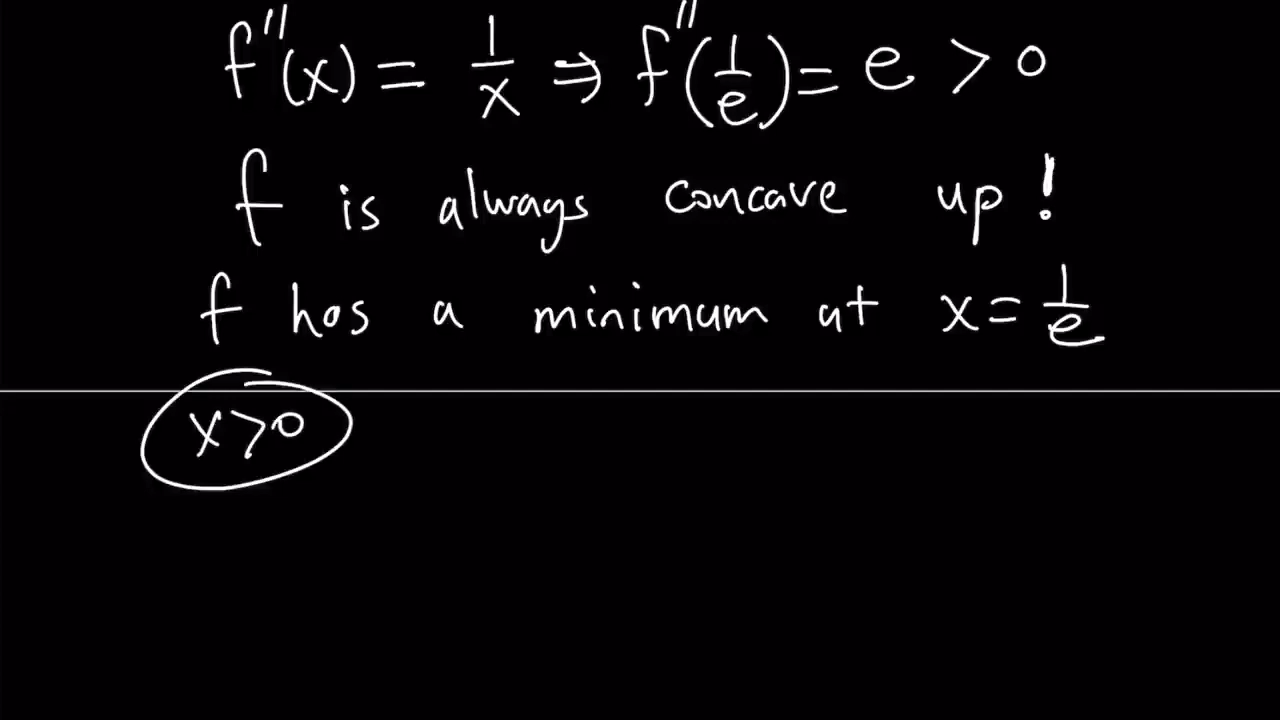 f''(x) = 1/x ⇒ f''(1/e) = e > 0
f is always concave up!
f has a minimum at x = 1/e
x>0